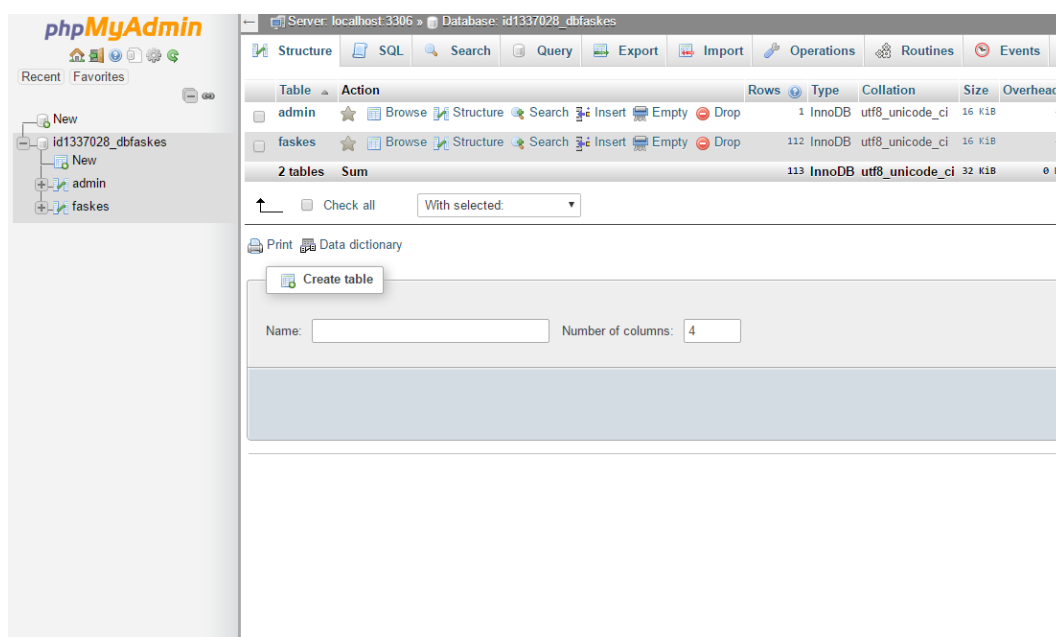 phpMyAdmin
Recent Favorites
New
id1337028_dbfaskes
New
admin
faskes
Server: localhost:3306 » Database: id1337028_dbfaskes
Structure SQL Search Query Export Import Operations Routines Events
Table Action Rows Type Collation Size Overhead
admin Browse Structure Search Insert Empty Drop 1 InnoDB utf8_unicode_ci 16 KiB
faskes Browse Structure Search Insert Empty Drop 112 InnoDB utf8_unicode_ci 16 KiB
2 tables Sum 113 InnoDB utf8_unicode_ci 32 KiB 0
Check all With selected:
Print Data dictionary
Create table
Name: Number of columns: 4